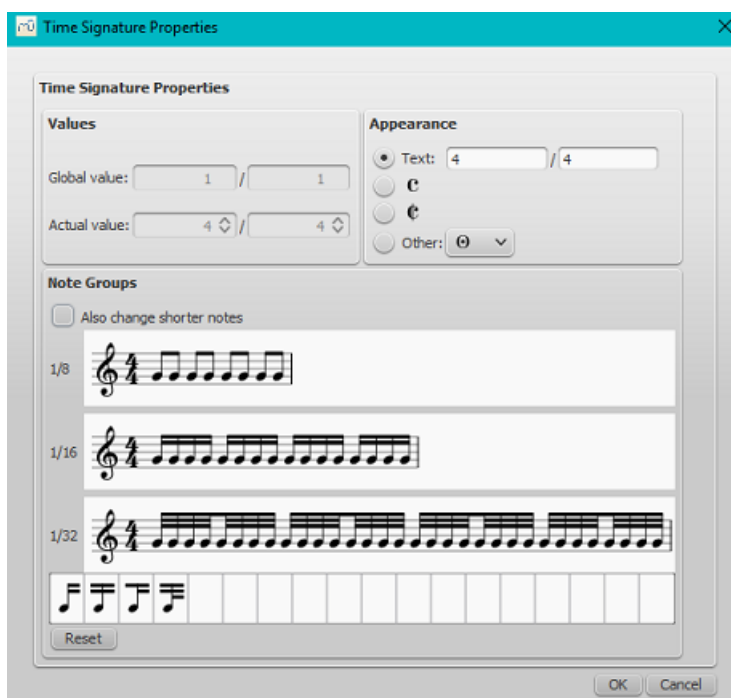 Time Signature Properties
Time Signature Properties
Values
Global value: 1 / 1
Actual value: 4 / 4
Appearance
Text: 4 / 4
Other:
Note Groups
Also change shorter notes
1/8
1/16
1/32
Reset
OK Cancel